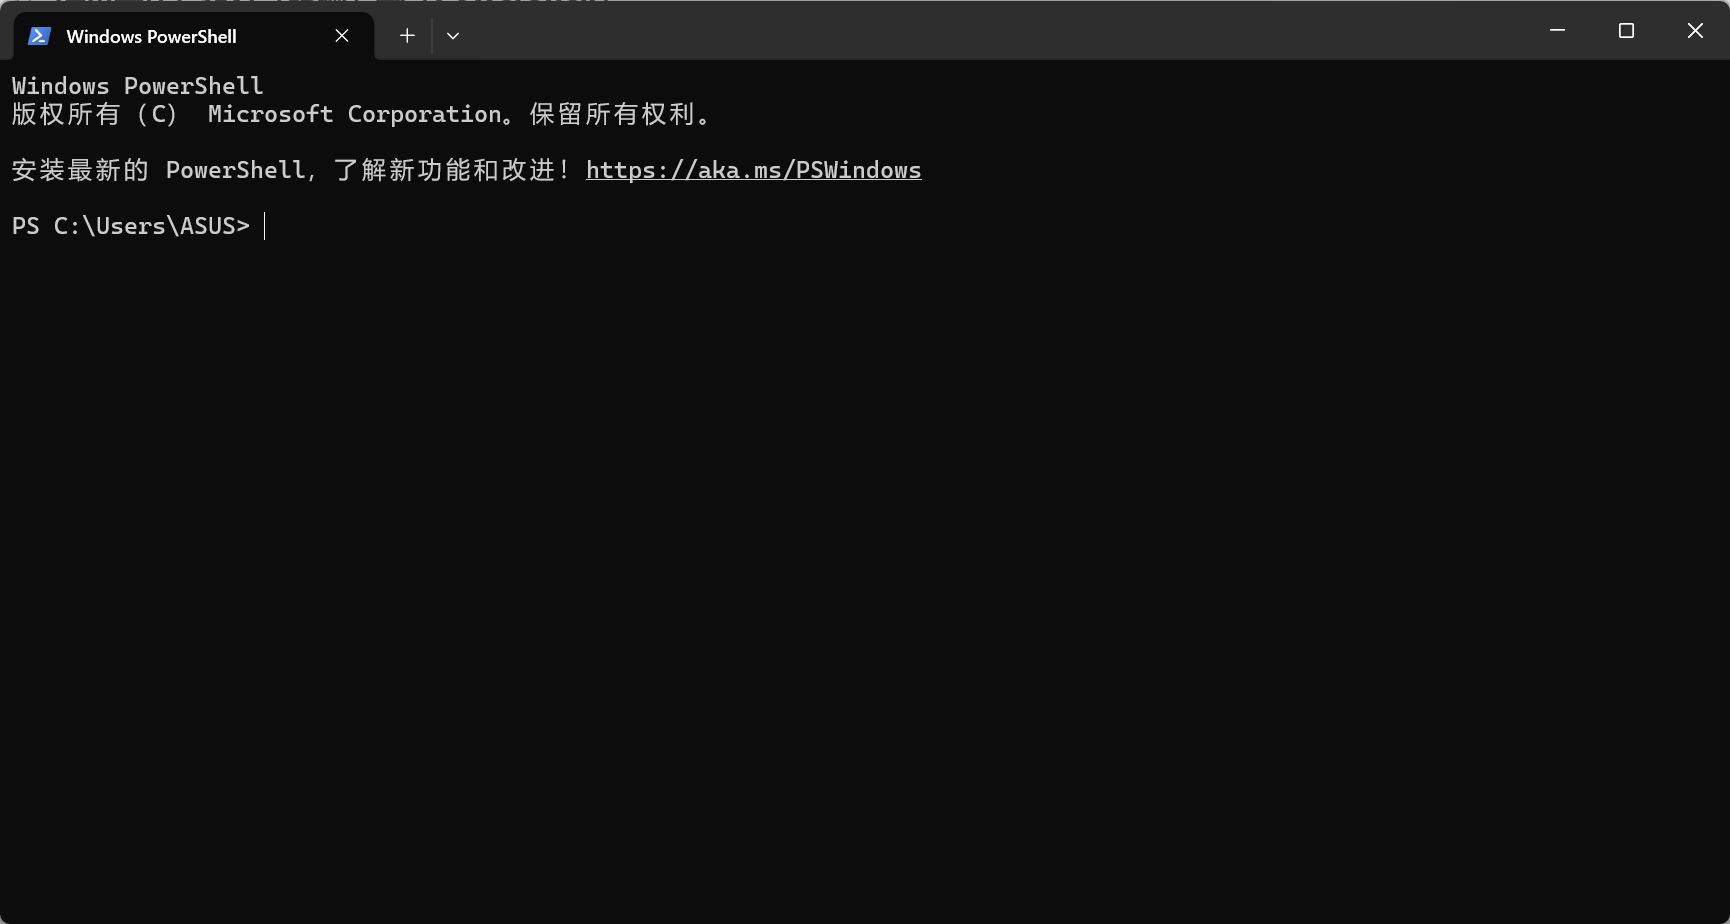 Windows PowerShell
Windows PowerShell
版权所有（C） Microsoft Corporation。保留所有权利。
安装最新的 PowerShell，了解新功能和改进！https://aka.ms/PSWindows
PS C:\Users\ASUS>